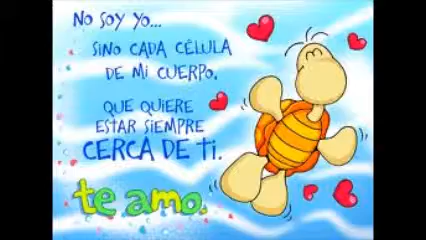 No soy yo...
sino cada célula
de mi cuerpo,
que quiere
estar siempre
cerca de ti.
te amo.